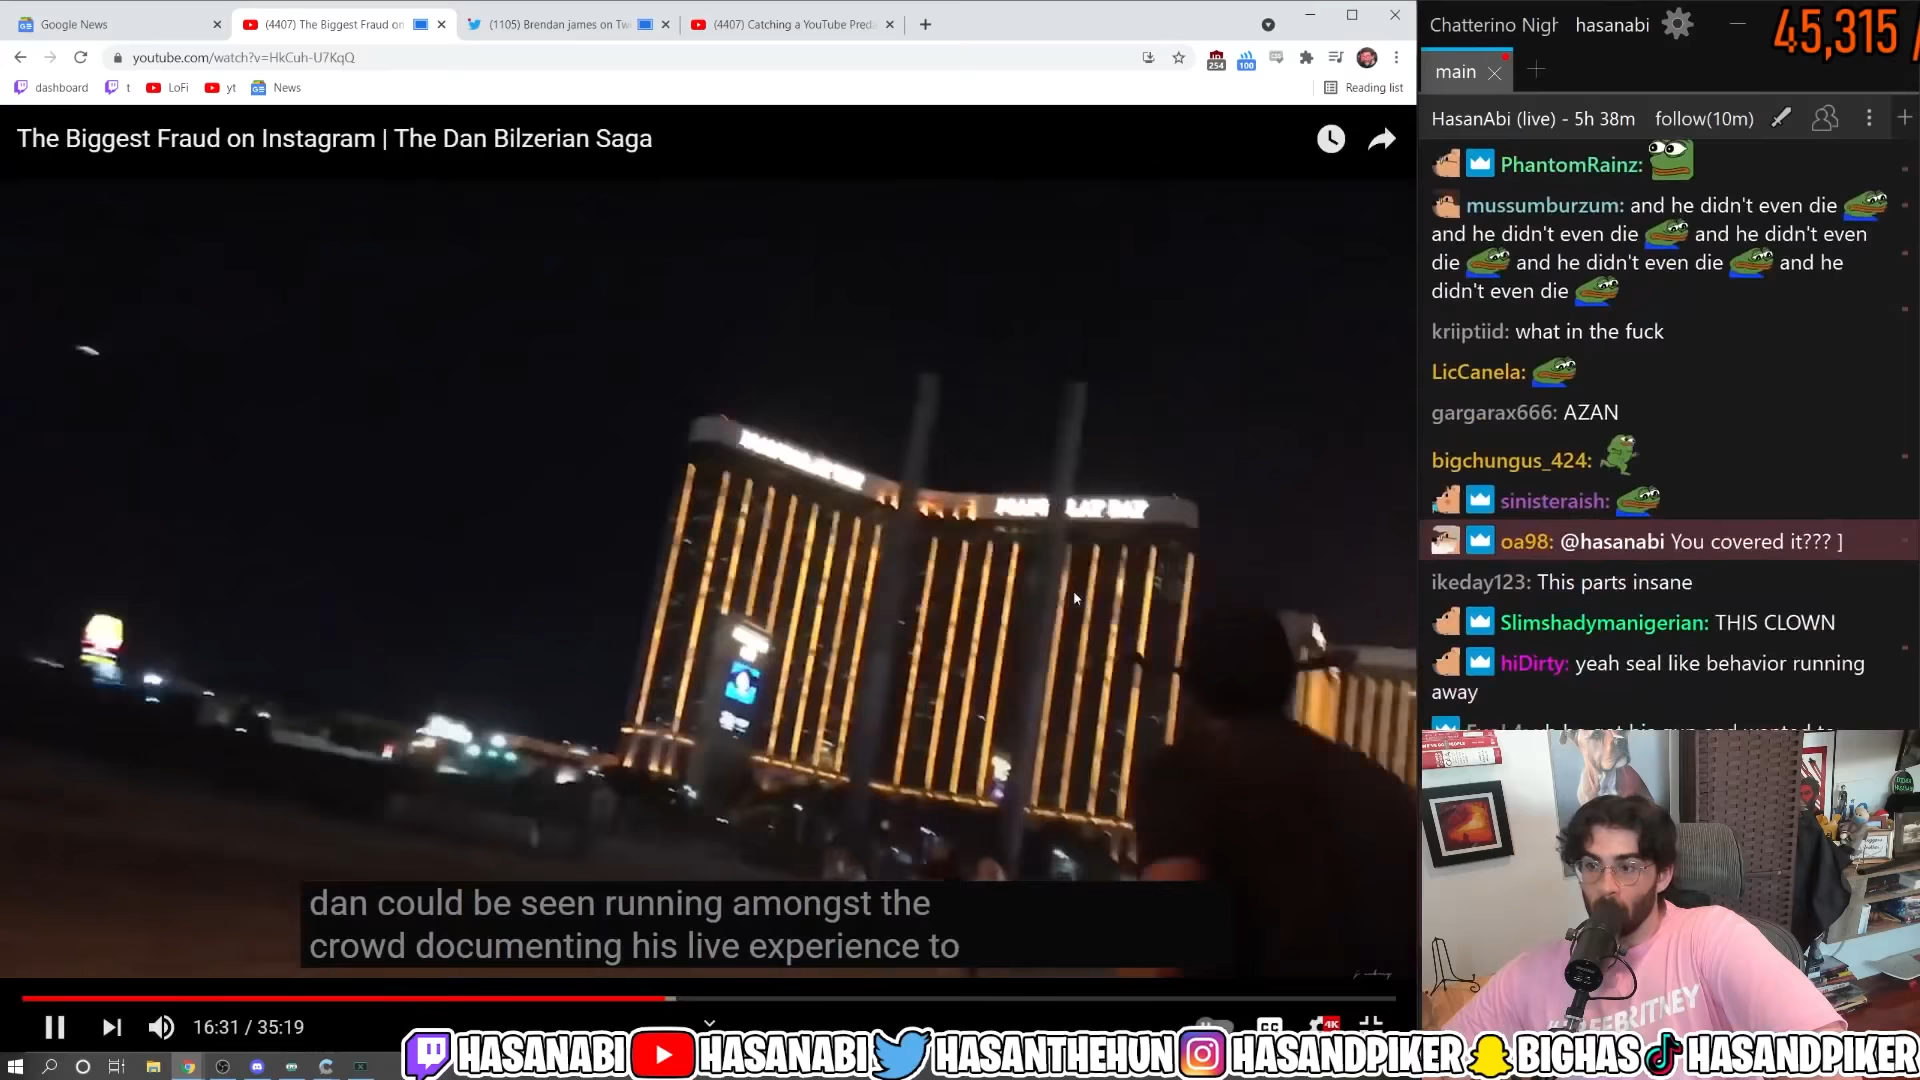 Google News
(4407) The Biggest Fraud on
(1105) Brendan james on Tw
(4407) Catching a YouTube Preda
youtube.com/watch?v=HkCuh-U7KqQ
254
100
dashboard
t
LoFi
yt
News
Reading list
The Biggest Fraud on Instagram | The Dan Bilzerian Saga
dan could be seen running amongst the
crowd documenting his live experience to
16:31 / 35:19
CC
4K
Chatterino Nigh
hasanabi
45,315 /
main
HasanAbi (live) - 5h 38m
follow(10m)
PhantomRainz:
mussumburzum: and he didn't even die
and he didn't even die and he didn't even
die and he didn't even die and he
didn't even die
kriiptiid: what in the fuck
LicCanela:
gargarax666: AZAN
bigchungus_424:
sinisteraish:
oa98: @hasanabi You covered it??? ]
ikeday123: This parts insane
Slimshadymanigerian: THIS CLOWN
hiDirty: yeah seal like behavior running
away
HASANABI HASANABI HASANTHEHUN HASANDPIKER BIGHAS HASANDPIKER